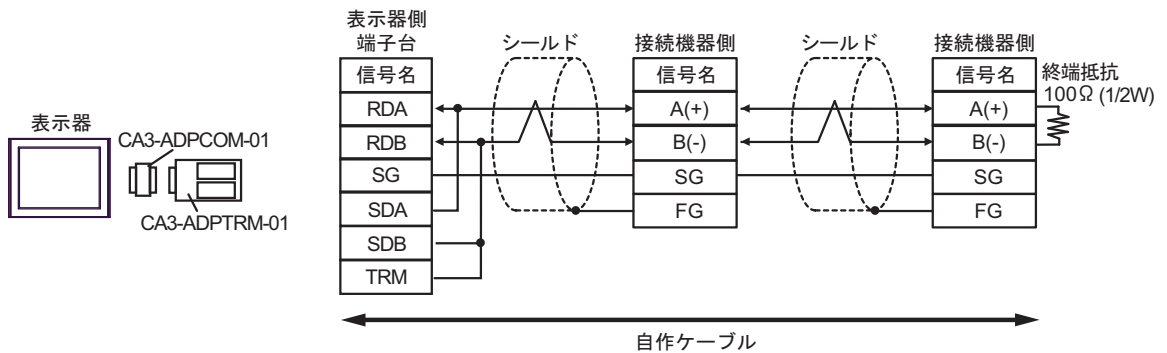 表示器
CA3-ADPCOM-01
CA3-ADPTRM-01
表示器側
端子台
信号名
RDA
RDB
SG
SDA
SDB
TRM
シールド
接続機器側
信号名
A(+)
B(-)
SG
FG
シールド
接続機器側
信号名
A(+)
B(-)
SG
FG
終端抵抗
100Ω (1/2W)
自作ケーブル